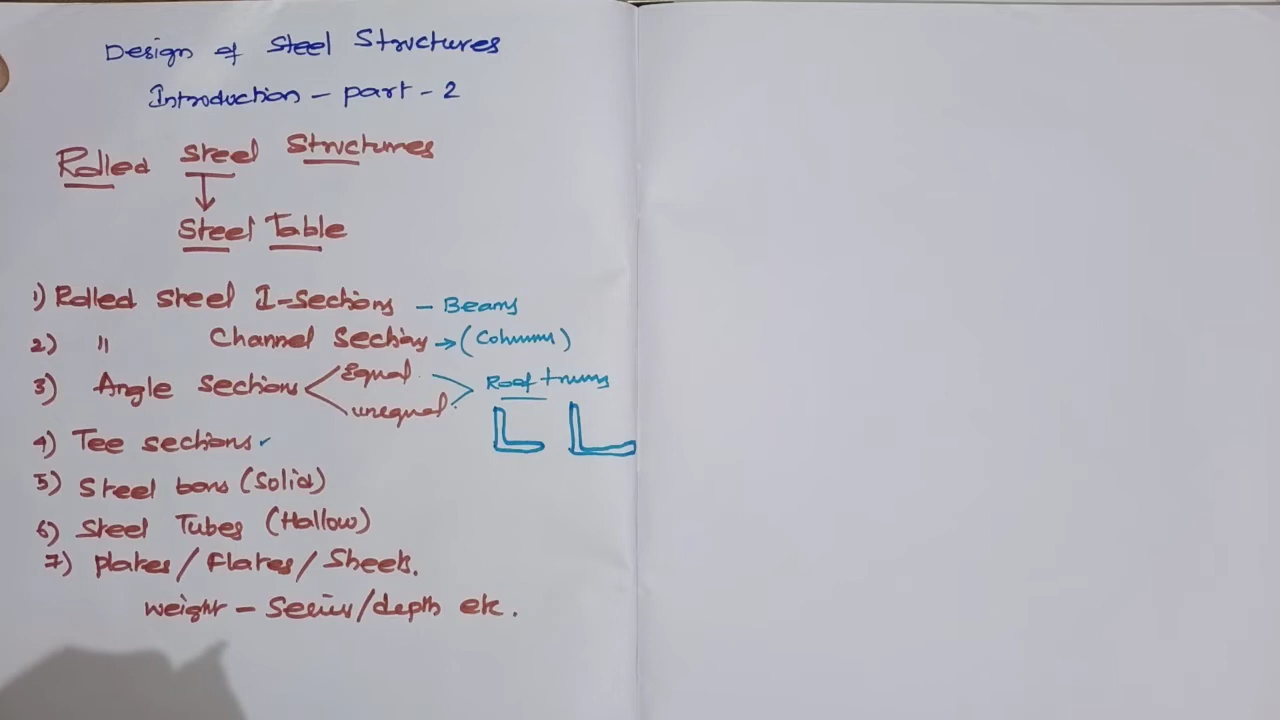 Design of Steel Structures
Introduction - part - 2
Rolled Steel Structures
Steel Table
1) Rolled steel I-sections - Beams
2) " Channel Sections → (Columns)
3) Angle sections Equal unequal Roof truss
4) Tee sections ✓
5) Steel bars (Solid)
6) Steel Tubes (Hallow)
7) plates / Flates / Sheets.
weight - Series/depth etc.